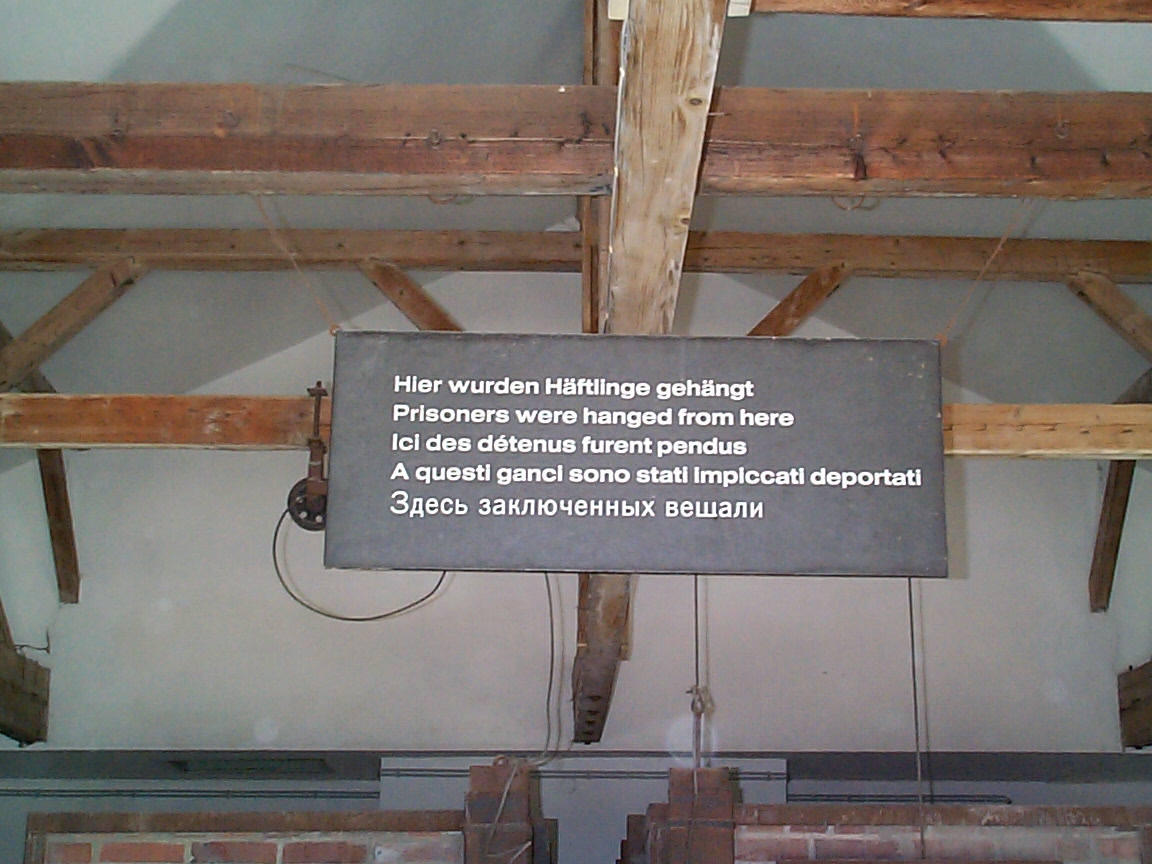 Hier wurden Häftlinge gehängt
Prisoners were hanged from here
Ici des détenus furent pendus
A questi ganci sono stati impiccati deportati
Здесь заключенных вешали